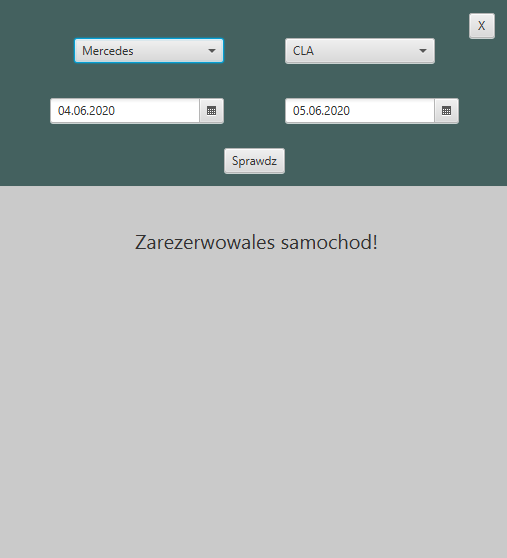 X
Mercedes
CLA
04.06.2020
05.06.2020
Sprawdz
Zarezerwowales samochod!